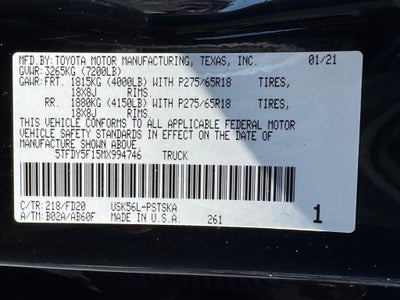 MFD.BY:TOYOTA MOTOR MANUFACTURING, TEXAS, INC. 01/21
GVWR:3265KG (7200LB)
GAWR:FRT. 1815KG (4000LB) WITH P275/65R18 TIRES,
18X8J RIMS.
RR. 1880KG (4150LB) WITH P275/65R18 TIRES,
18X8J RIMS.
THIS VEHICLE CONFORMS TO ALL APPLICABLE FEDERAL MOTOR
VEHICLE SAFETY STANDARDS IN EFFECT ON THE DATE OF
MANUFACTURE SHOWN ABOVE.
5TFDY5F15MX994746 TRUCK
C/TR:218/FD20 USK56L-PSTSKA
A/TM:B02A/AB60F MADE IN U.S.A. 261 1